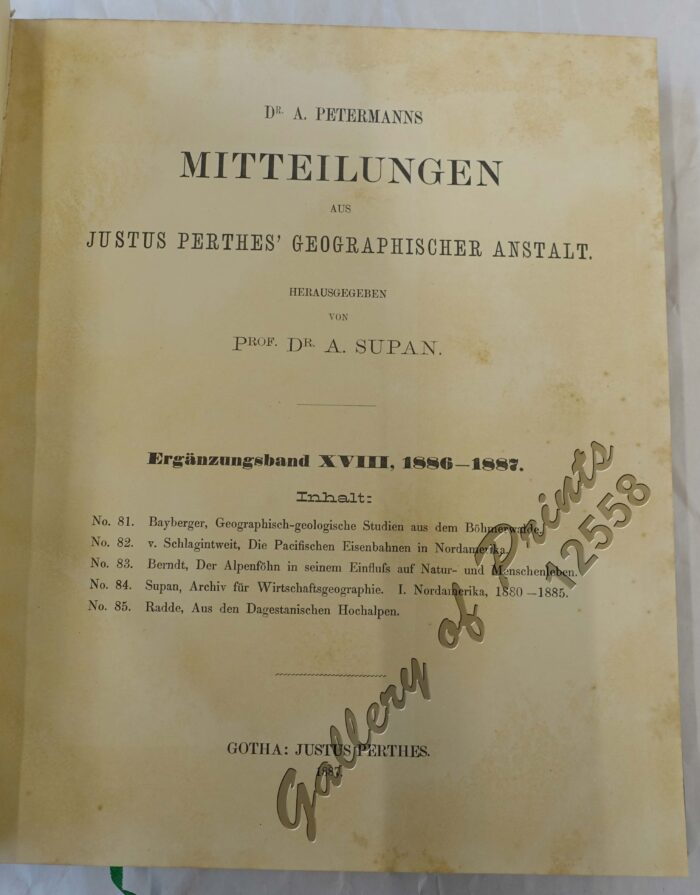 DR. A. PETERMANNS
MITTEILUNGEN
AUS
JUSTUS PERTHES' GEOGRAPHISCHER ANSTALT.
HERAUSGEGEBEN
VON
PROF. DR. A. SUPAN.
Ergänzungsband XVIII, 1886–1887.
Inhalt:
No. 81. Bayberger, Geographisch-geologische Studien aus dem Böhmerwalde.
No. 82. v. Schlagintweit, Die Pacifischen Eisenbahnen in Nordamerika.
No. 83. Berndt, Der Alpenföhn in seinem Einfluſs auf Natur- und Menschenleben.
No. 84. Supan, Archiv für Wirtschaftsgeographie. I. Nordamerika, 1880–1885.
No. 85. Radde, Aus den Dagestanischen Hochalpen.
GOTHA: JUSTUS PERTHES.
1887.
Gallery of Prints
12558